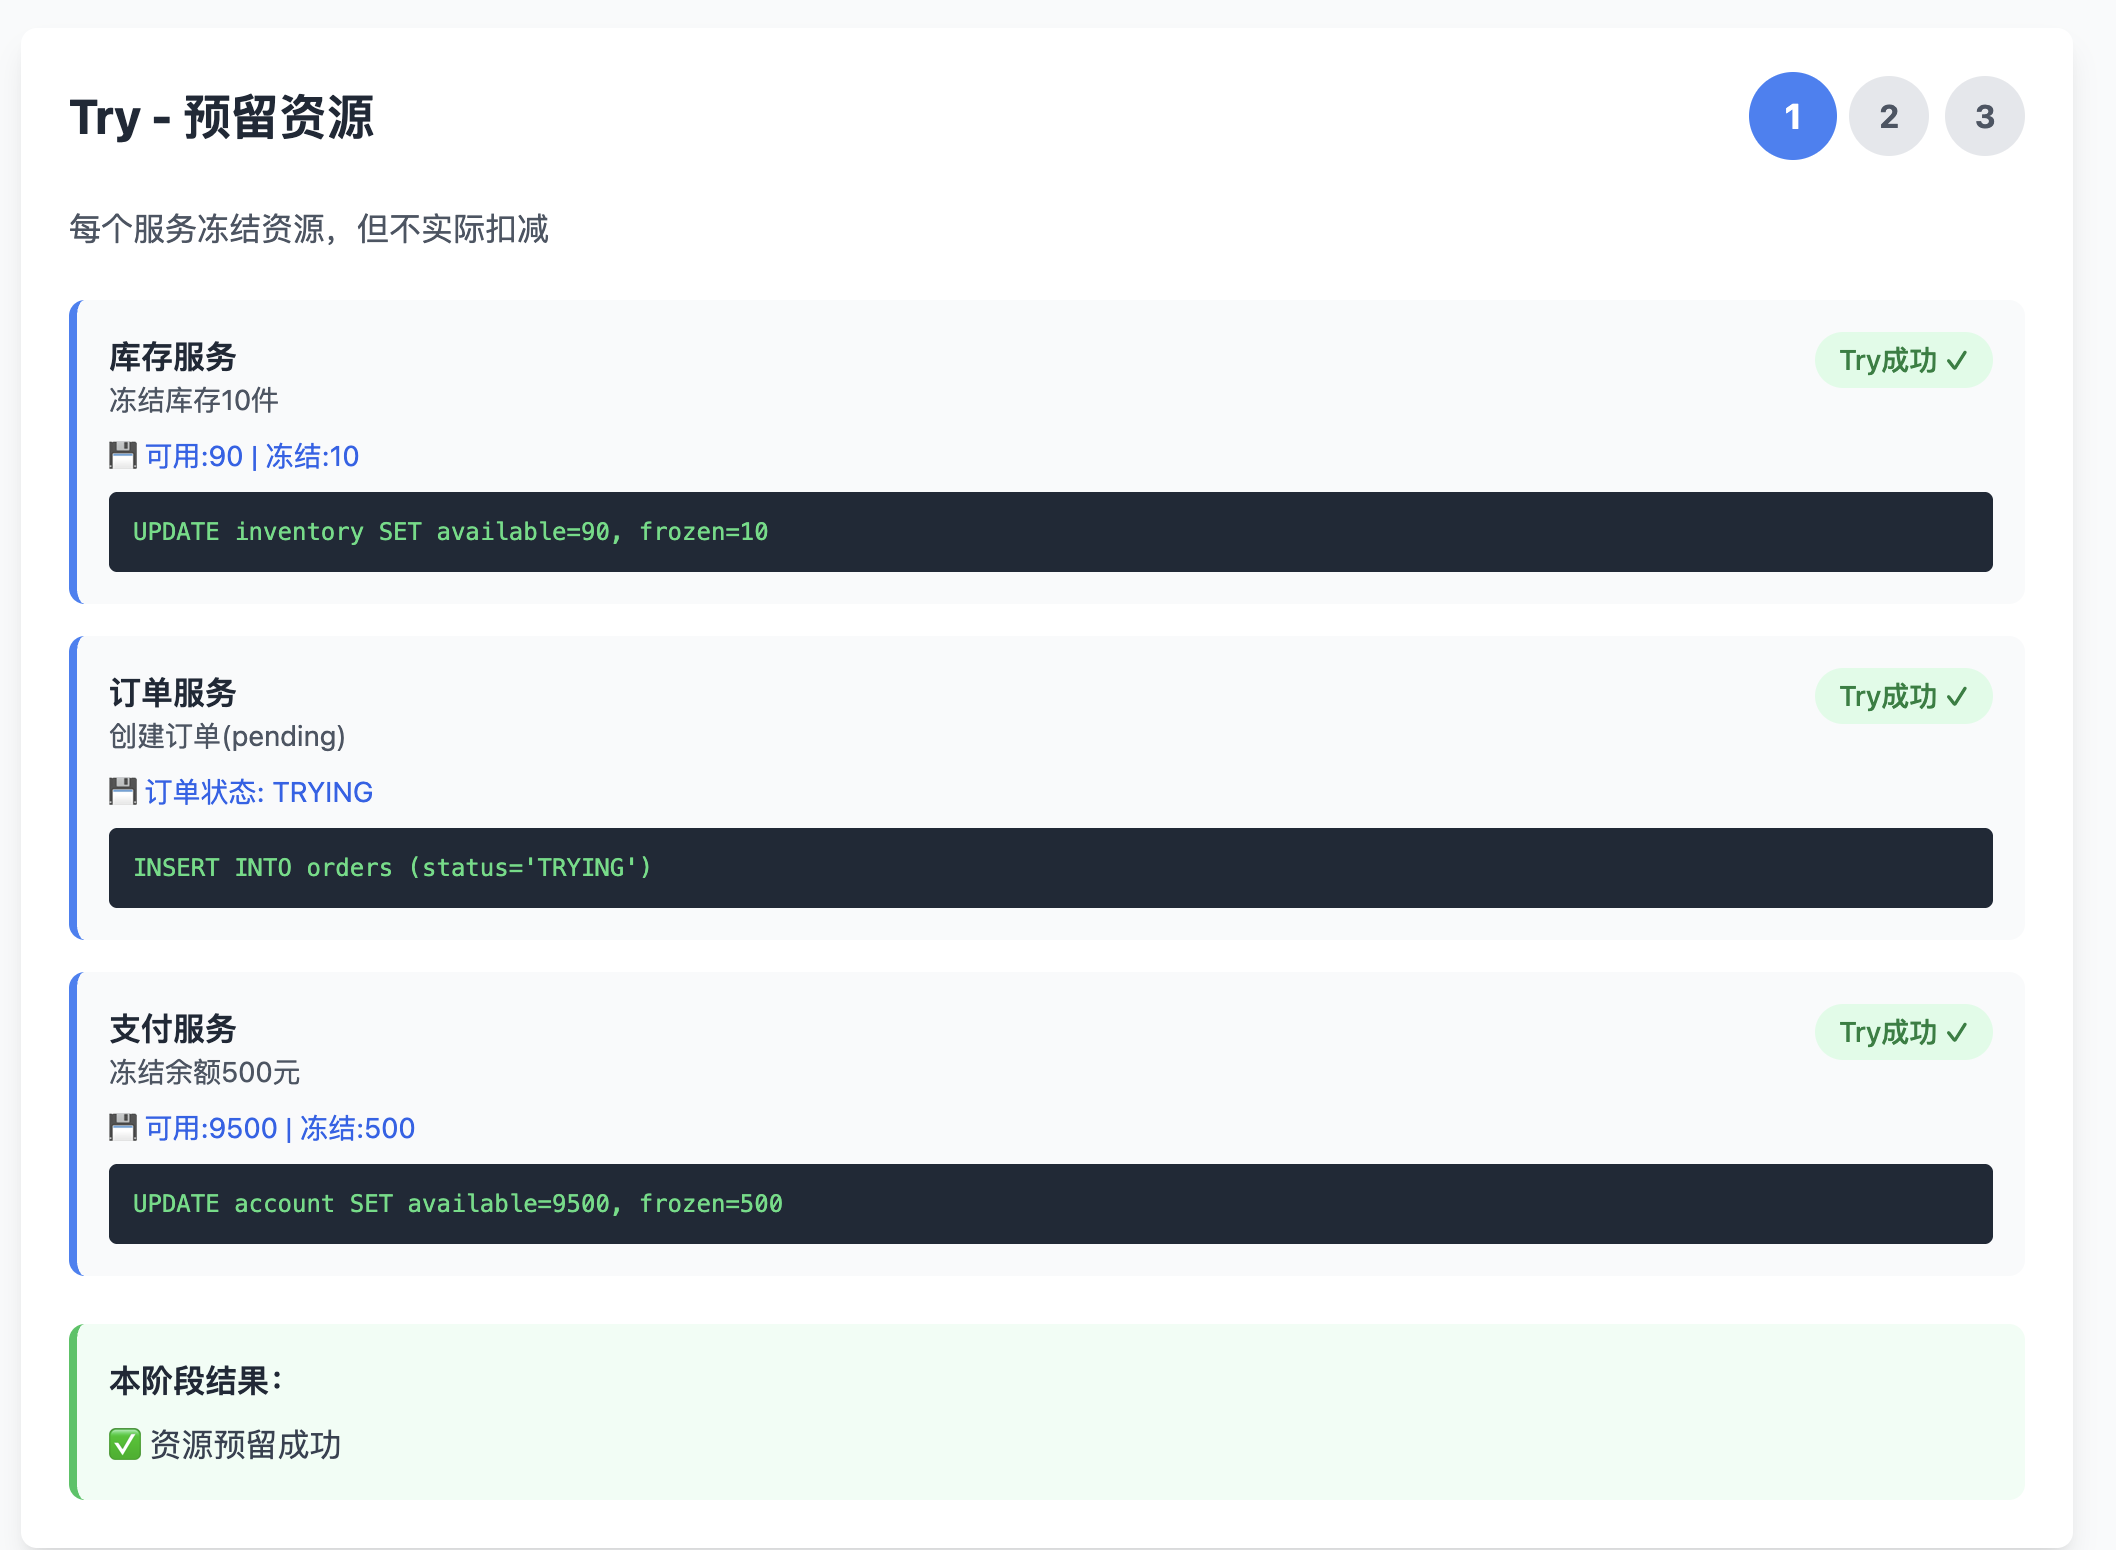 Try - 预留资源
1 2 3
每个服务冻结资源，但不实际扣减
库存服务
Try成功 ✓
冻结库存10件
💾 可用:90 | 冻结:10
UPDATE inventory SET available=90, frozen=10
订单服务
Try成功 ✓
创建订单(pending)
💾 订单状态: TRYING
INSERT INTO orders (status='TRYING')
支付服务
Try成功 ✓
冻结余额500元
💾 可用:9500 | 冻结:500
UPDATE account SET available=9500, frozen=500
本阶段结果：
✅ 资源预留成功